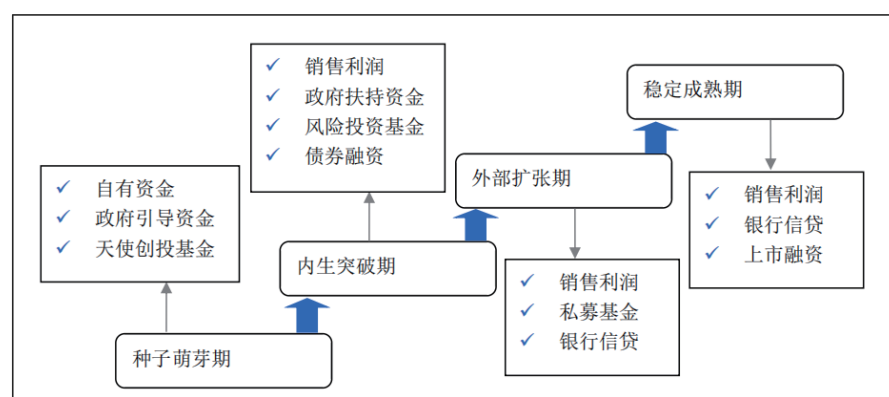 销售利润
政府扶持资金
风险投资基金
债券融资
稳定成熟期
自有资金
政府引导资金
天使创投基金
外部扩张期
销售利润
银行信贷
上市融资
内生突破期
销售利润
私募基金
银行信贷
种子萌芽期